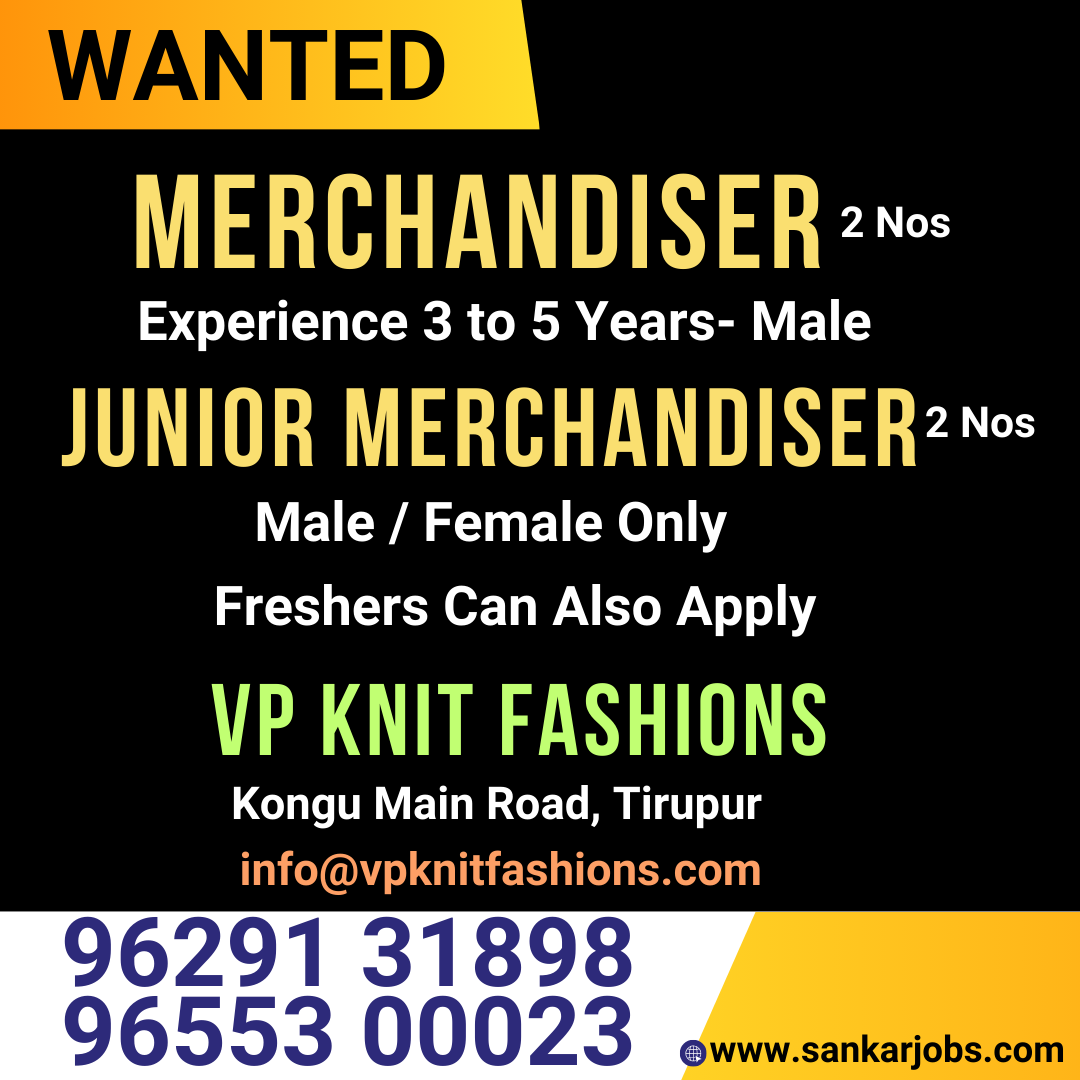 WANTED
MERCHANDISER 2 Nos
Experience 3 to 5 Years- Male
JUNIOR MERCHANDISER 2 Nos
Male / Female Only
Freshers Can Also Apply
VP KNIT FASHIONS
Kongu Main Road, Tirupur
info@vpknitfashions.com
96291 31898
96553 00023
www.sankarjobs.com